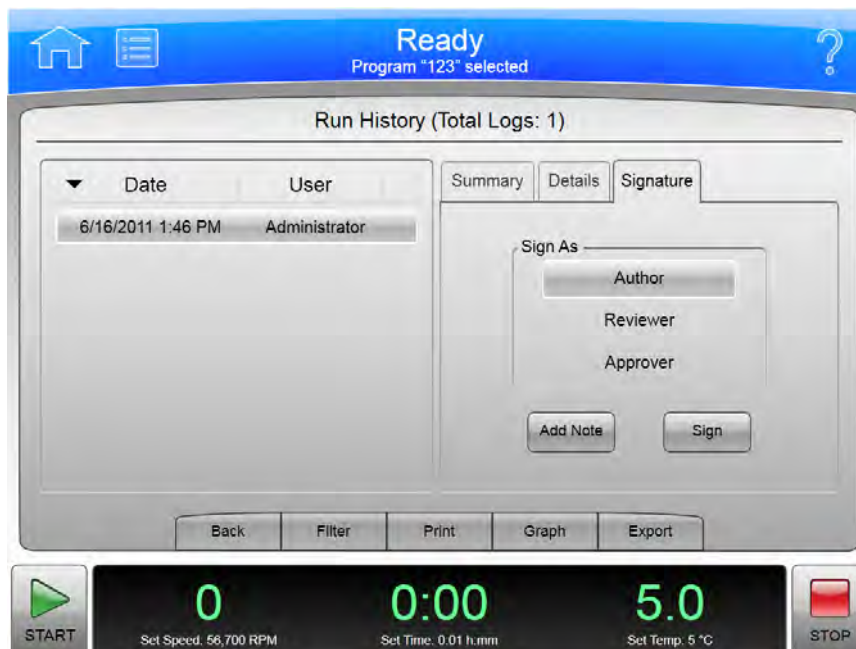 Ready
Program "123" selected
?
Run History (Total Logs: 1)
Date User
6/16/2011 1:46 PM Administrator
Summary Details Signature
Sign As
Author
Reviewer
Approver
Add Note Sign
Back Filter Print Graph Export
START
0 0:00 5.0
Set Speed. 56,700 RPM Set Time. 0.01 h:mm Set Temp. 5 °C
STOP